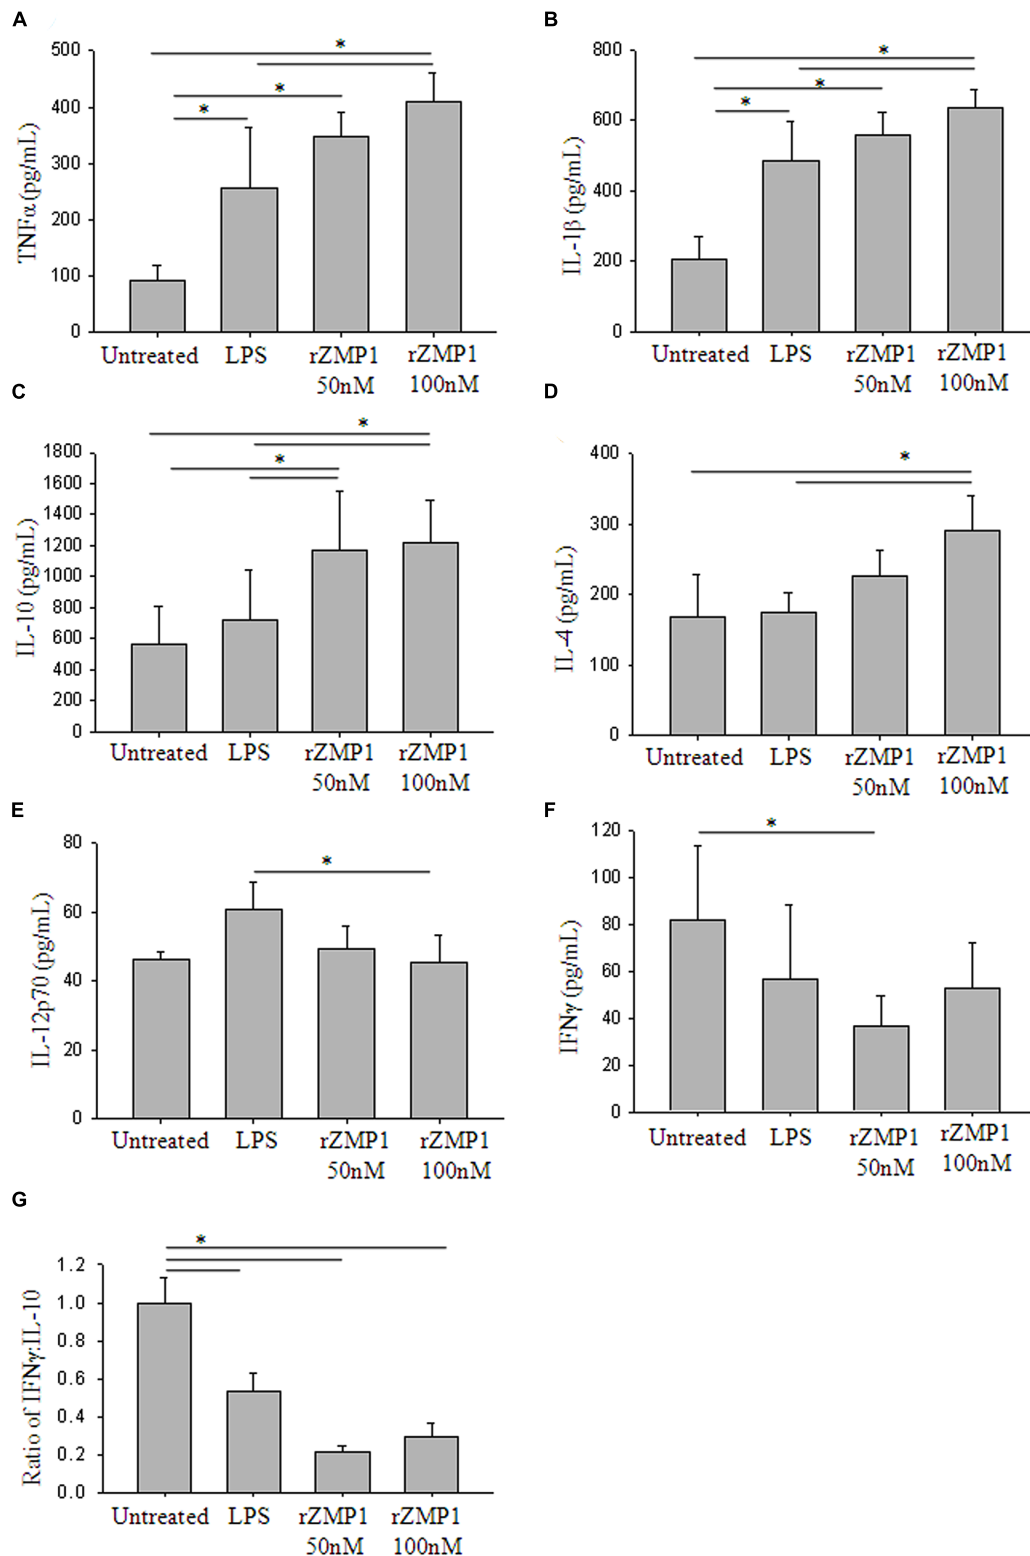 A
TNFα (pg/mL)
500
400
300
200
100
0
*
*
*
Untreated LPS rZMP1 rZMP1
50nM 100nM
B
IL-1β (pg/mL)
800
600
400
200
0
*
*
*
Untreated LPS rZMP1 rZMP1
50nM 100nM
C
IL-10 (pg/mL)
1800
1600
1400
1200
1000
800
600
400
200
0
*
*
Untreated LPS rZMP1 rZMP1
50nM 100nM
D
IL-4 (pg/mL)
400
300
200
100
0
*
Untreated LPS rZMP1 rZMP1
50nM 100nM
E
IL-12p70 (pg/mL)
80
60
40
20
0
*
Untreated LPS rZMP1 rZMP1
50nM 100nM
F
IFNγ (pg/mL)
120
100
80
60
40
20
0
*
Untreated LPS rZMP1 rZMP1
50nM 100nM
G
Ratio of IFNγ:IL-10
1.2
1.0
0.8
0.6
0.4
0.2
0.0
*
Untreated LPS rZMP1 rZMP1
50nM 100nM